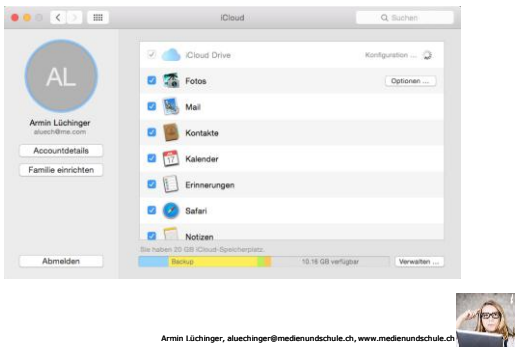 iCloud
Suchen
AL
Armin Lüchinger
aluech@me.com
Accountdetails
Familie einrichten
Abmelden
iCloud Drive
Konfiguration ...
Fotos
Optionen ...
Mail
Kontakte
17
Kalender
Erinnerungen
Safari
Notizen
Sie haben 20 GB iCloud-Speicherplatz.
Backup
10.16 GB verfügbar
Verwalten ...
Armin Lüchinger, aluechinger@medienundschule.ch, www.medienundschule.ch